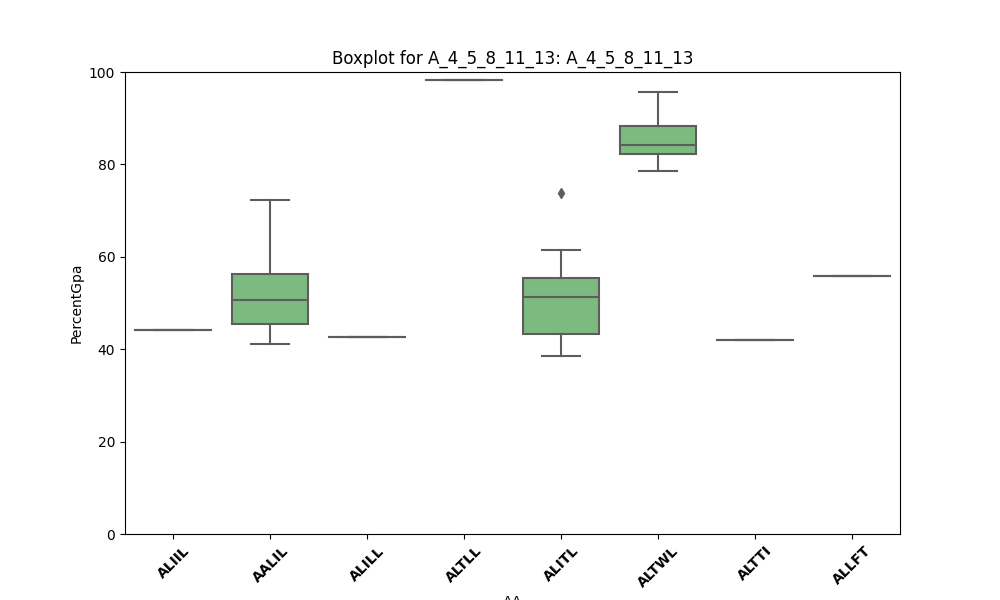 Boxplot for A_4_5_8_11_13: A_4_5_8_11_13
PercentGpa
100
80
60
40
20
0
ALIIL
AALIL
ALILL
ALTLL
ALITL
ALTWL
ALTTI
ALLFT
AA